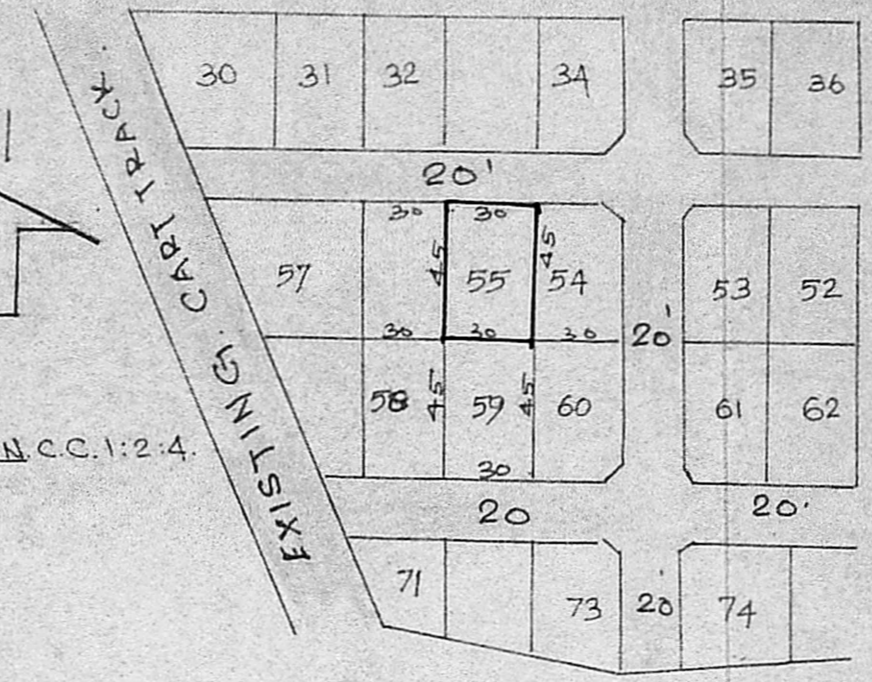 30 31 32 34 35 36
EXISTING. CART TRACK.
20'
30 30
45 45
57 55 54 53 52
30 30 30 20'
58 45 59 45 60 61 62
N.C.C.1:2:4.
30
20 20'
71 73 20 74